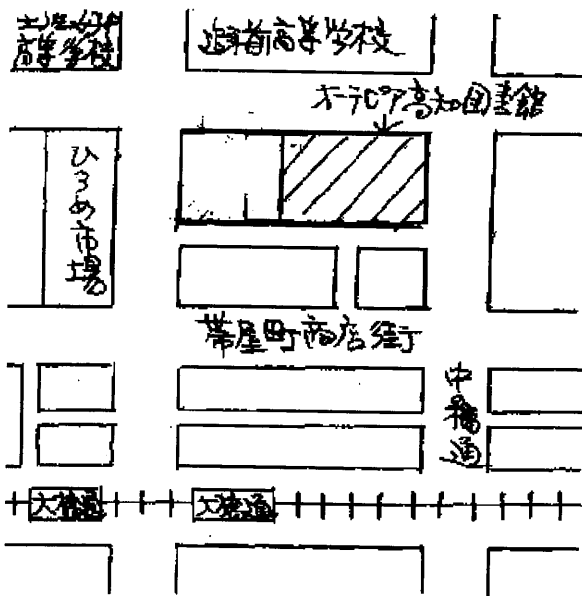 高等学校
追手前高等学校
オーテピア高知図書館
ひろめ市場
帯屋町商店街
中橋通
大橋通
大橋通